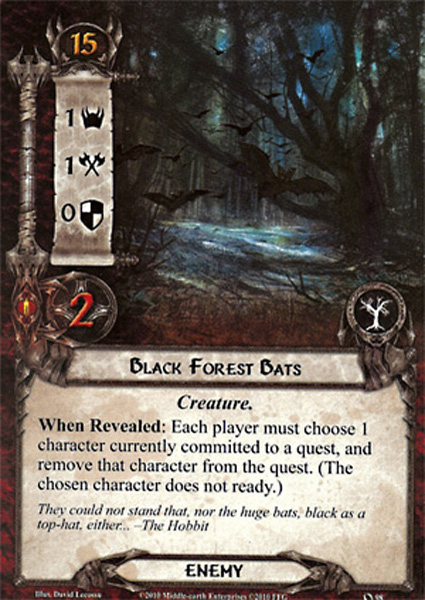 15
1
1
0
2
Black Forest Bats
Creature.
When Revealed: Each player must choose 1
character currently committed to a quest, and
remove that character from the quest. (The
chosen character does not ready.)
They could not stand that, nor the huge bats, black as a
top-hat, either... –The Hobbit
ENEMY
Illus. David Lecossu
©2010 Middle-earth Enterprises ©2010 FFG
98